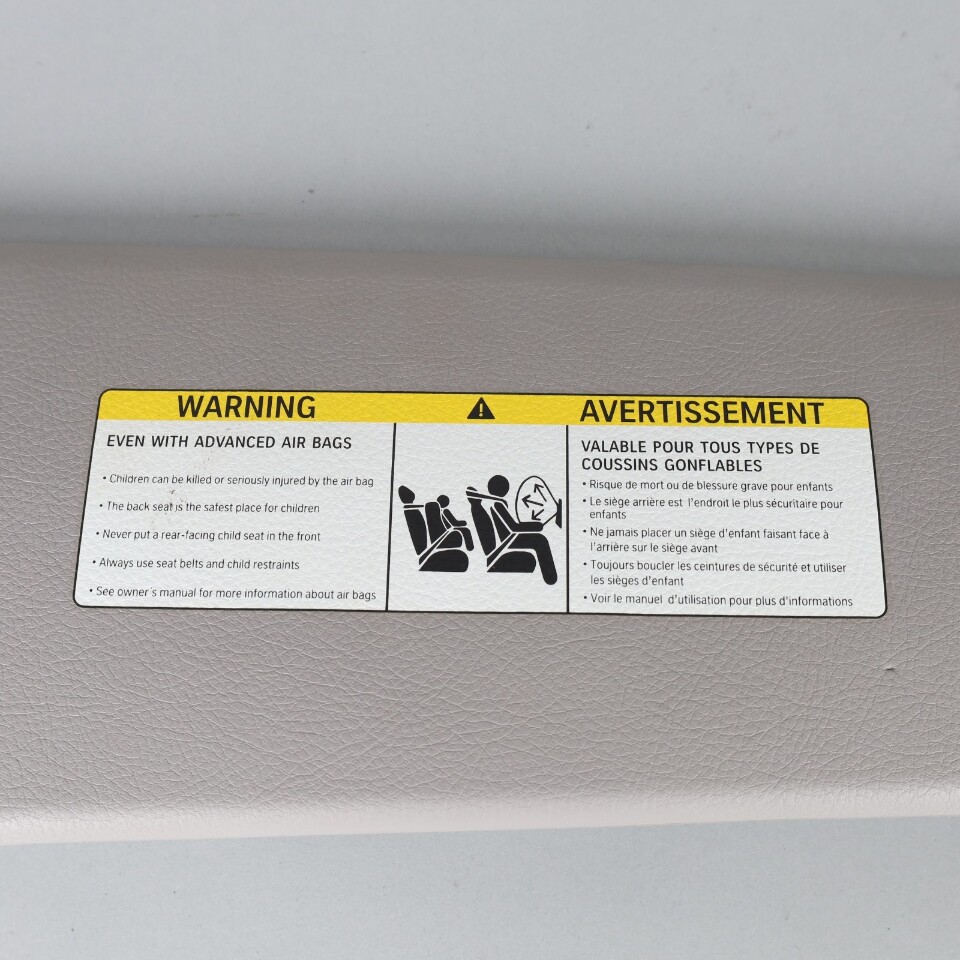 WARNING
EVEN WITH ADVANCED AIR BAGS
• Children can be killed or seriously injured by the air bag
• The back seat is the safest place for children
• Never put a rear-facing child seat in the front
• Always use seat belts and child restraints
• See owner's manual for more information about air bags
AVERTISSEMENT
VALABLE POUR TOUS TYPES DE
COUSSINS GONFLABLES
• Risque de mort ou de blessure grave pour enfants
• Le siège arrière est l'endroit le plus sécuritaire pour
enfants
• Ne jamais placer un siège d'enfant faisant face à
l'arrière sur le siège avant
• Toujours boucler les ceintures de sécurité et utiliser
les sièges d'enfant
• Voir le manuel d'utilisation pour plus d'informations